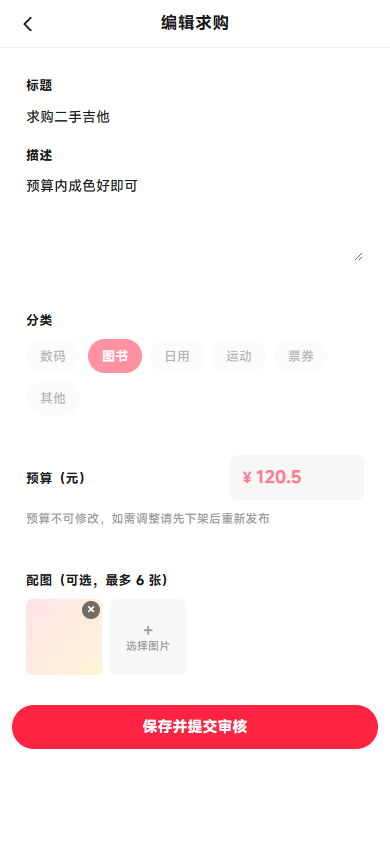 编辑求购
标题
求购二手吉他
描述
预算内成色好即可
分类
数码 图书 日用 运动 票券
其他
预算（元） ¥ 120.5
预算不可修改，如需调整请先下架后重新发布
配图（可选，最多 6 张）
+
选择图片
保存并提交审核